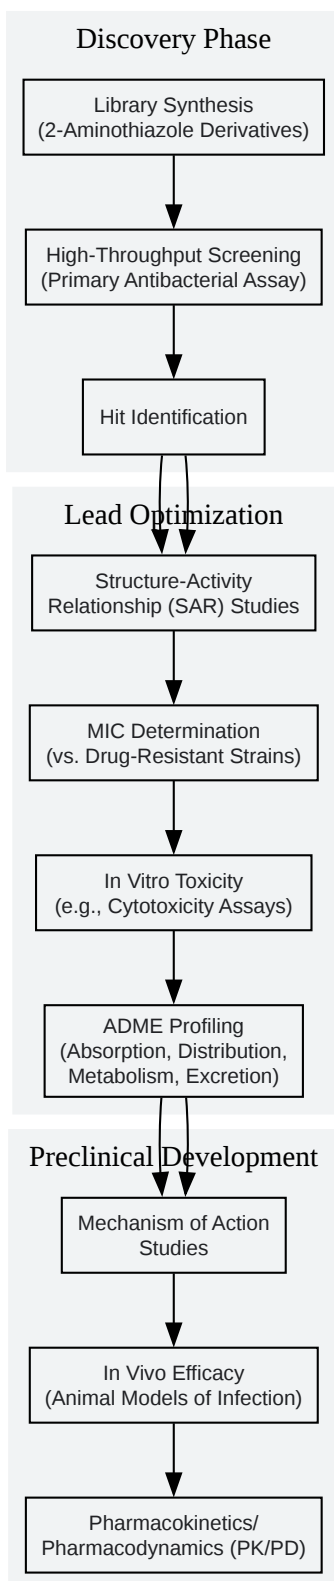 Discovery Phase
Library Synthesis
(2-Aminothiazole Derivatives)
High-Throughput Screening
(Primary Antibacterial Assay)
Hit Identification
Lead Optimization
Structure-Activity
Relationship (SAR) Studies
MIC Determination
(vs. Drug-Resistant Strains)
In Vitro Toxicity
(e.g., Cytotoxicity Assays)
ADME Profiling
(Absorption, Distribution,
Metabolism, Excretion)
Preclinical Development
Mechanism of Action
Studies
In Vivo Efficacy
(Animal Models of Infection)
Pharmacokinetics/
Pharmacodynamics (PK/PD)